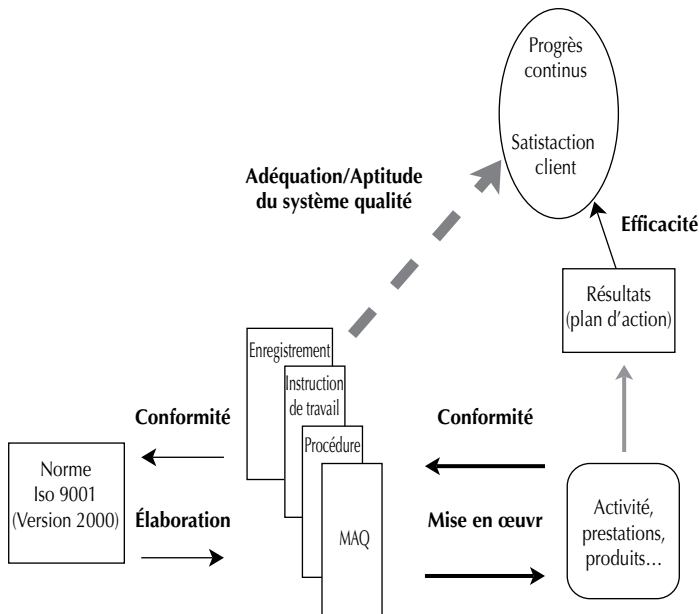 Progrès
continus
Satistaction
client
Adéquation/Aptitude
du système qualité
Efficacité
Résultats
(plan d'action)
Enregistrement
Instruction
de travail
Conformité
Conformité
Procédure
Norme
Iso 9001
(Version 2000)
Élaboration
MAQ
Mise en œuvr
Activité,
prestations,
produits…